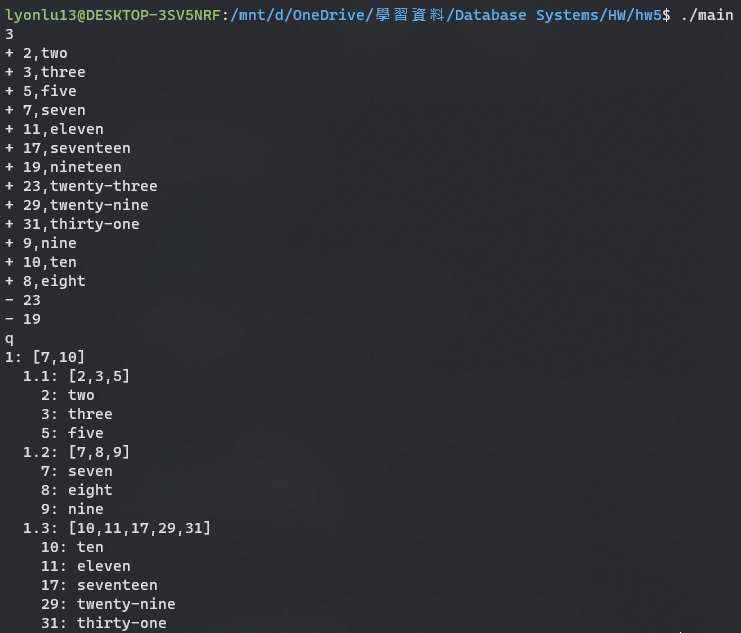 lyonlu13@DESKTOP-3SV5NRF:/mnt/d/OneDrive/學習資料/Database Systems/HW/hw5$ ./main
3
+ 2,two
+ 3,three
+ 5,five
+ 7,seven
+ 11,eleven
+ 17,seventeen
+ 19,nineteen
+ 23,twenty-three
+ 29,twenty-nine
+ 31,thirty-one
+ 9,nine
+ 10,ten
+ 8,eight
- 23
- 19
q
1: [7,10]
  1.1: [2,3,5]
    2: two
    3: three
    5: five
  1.2: [7,8,9]
    7: seven
    8: eight
    9: nine
  1.3: [10,11,17,29,31]
    10: ten
    11: eleven
    17: seventeen
    29: twenty-nine
    31: thirty-one